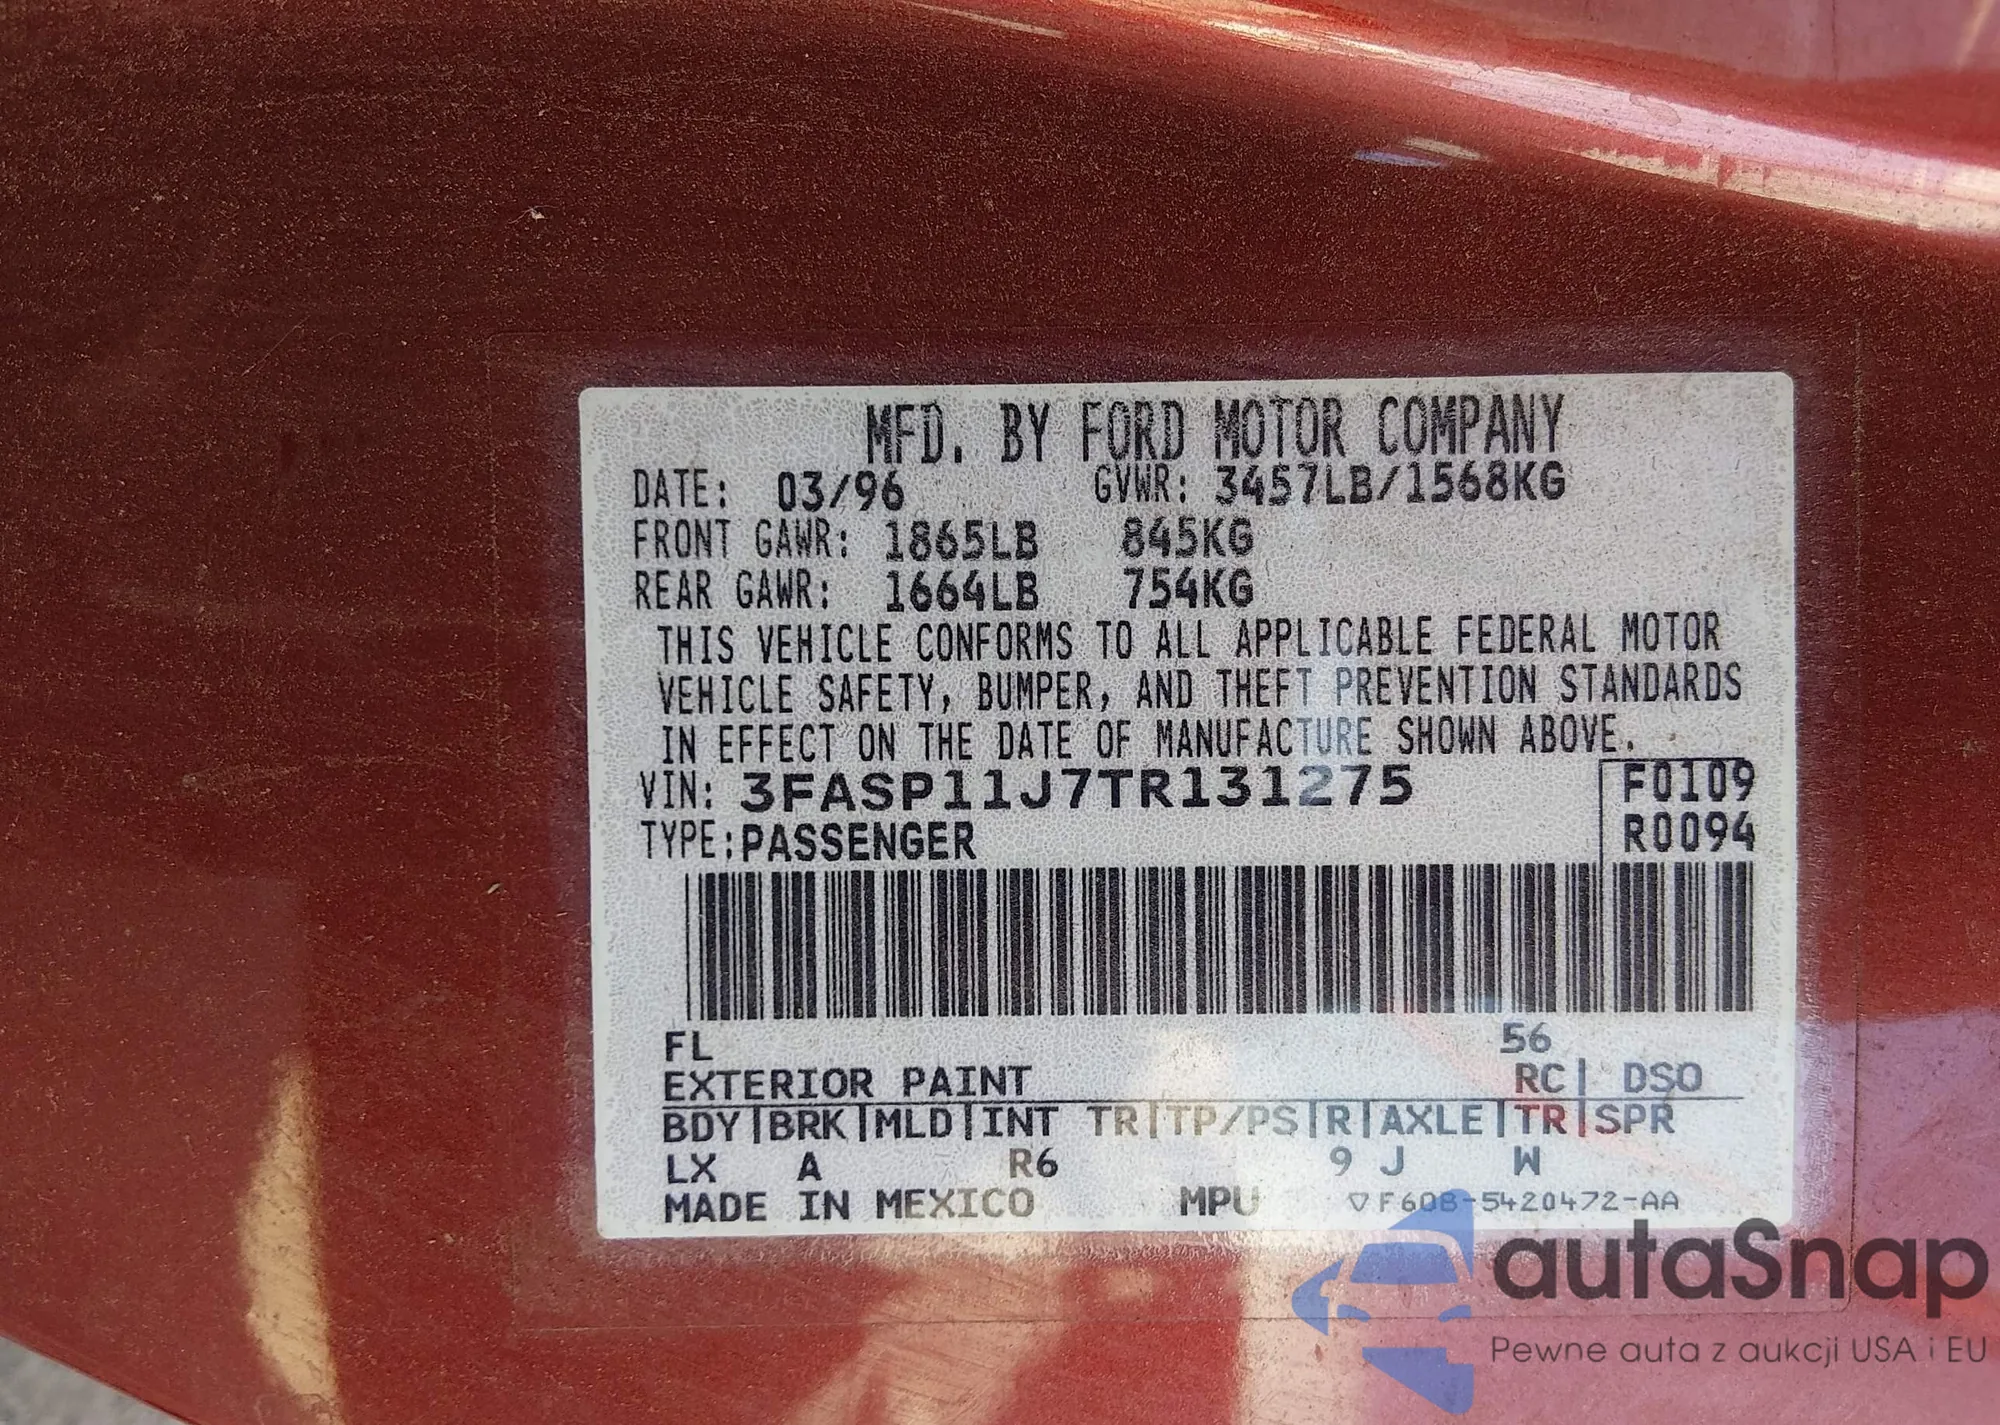 MFD. BY FORD MOTOR COMPANY
DATE: 03/96 GVWR: 3457LB/1568KG
FRONT GAWR: 1865LB 845KG
REAR GAWR: 1664LB 754KG
THIS VEHICLE CONFORMS TO ALL APPLICABLE FEDERAL MOTOR
VEHICLE SAFETY, BUMPER, AND THEFT PREVENTION STANDARDS
IN EFFECT ON THE DATE OF MANUFACTURE SHOWN ABOVE.
VIN: 3FASP11J7TR131275 F0109
TYPE: PASSENGER R0094
FL 56
EXTERIOR PAINT RC| DSO
BDY|BRK|MLD|INT TR|TP/PS|R|AXLE|TR|SPR
LX A R6 9 J W
MADE IN MEXICO MPU ▽F60B-5420472-AA
autaSnap
Pewne auta z aukcji USA i EU